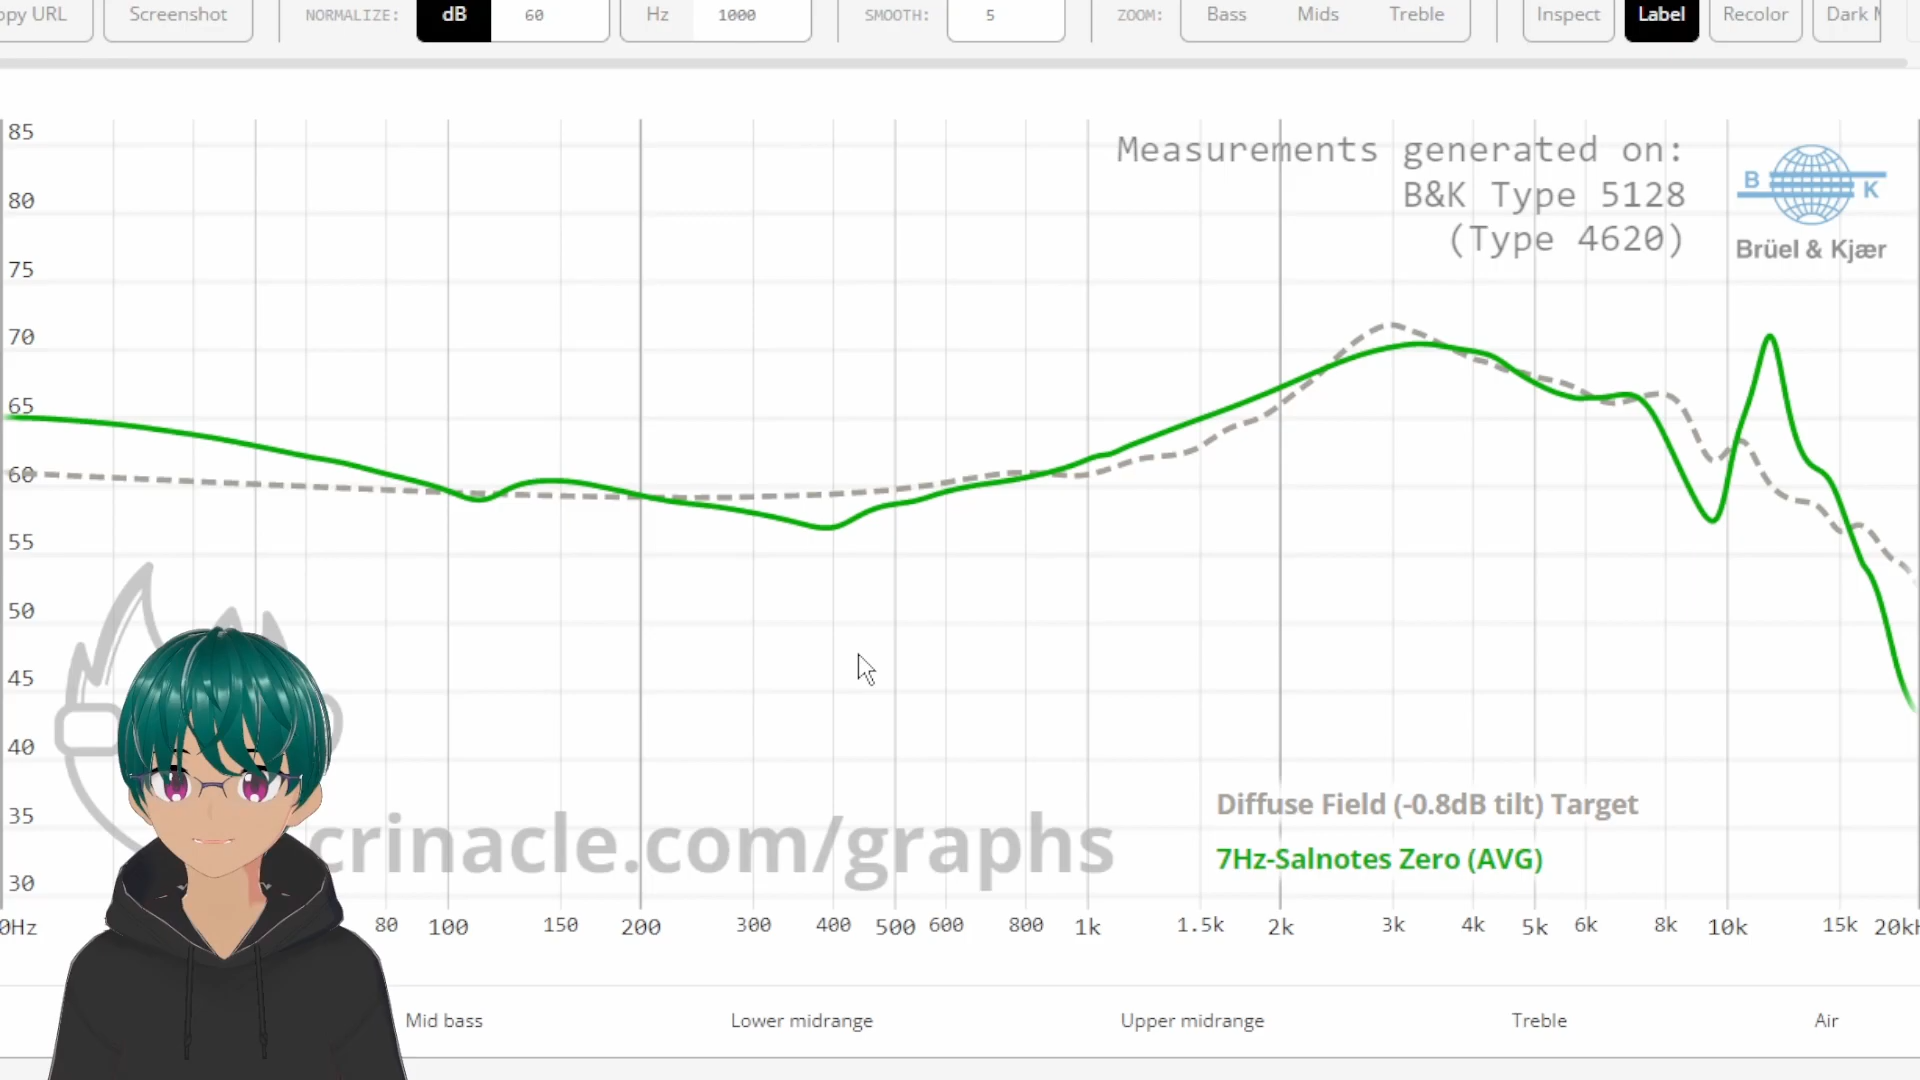 opy URL Screenshot NORMALIZE: dB 60 Hz 1000 SMOOTH: 5 ZOOM: Bass Mids Treble Inspect Label Recolor Dark
85
80
75
70
65
60
55
50
45
40
35
30
Measurements generated on:
B&K Type 5128
(Type 4620)
B K
Brüel & Kjær
crinacle.com/graphs
Diffuse Field (-0.8dB tilt) Target
7Hz-Salnotes Zero (AVG)
0Hz 80 100 150 200 300 400 500 600 800 1k 1.5k 2k 3k 4k 5k 6k 8k 10k 15k 20kH
Mid bass Lower midrange Upper midrange Treble Air